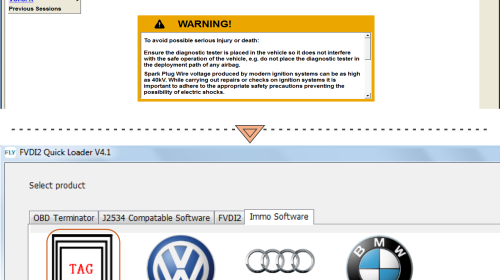 Previous Sessions
WARNING!
To avoid possible serious injury or death:
Ensure the diagnostic tester is placed in the vehicle so it does not interfere
with the safe operation of the vehicle, e.g. do not place the diagnostic tester in
the deployment path of any airbag.
Spark Plug Wire voltage produced by modern ignition systems can be as high
as 40kV. While carrying out repairs or checks on ignition systems it is
important to adhere to the appropriate safety precautions preventing the
possibility of electric shocks.
FLY FVDI2 Quick Loader V4.1
Select product
OBD Terminator J2534 Compatable Software FVDI2 Immo Software
TAG
BMW